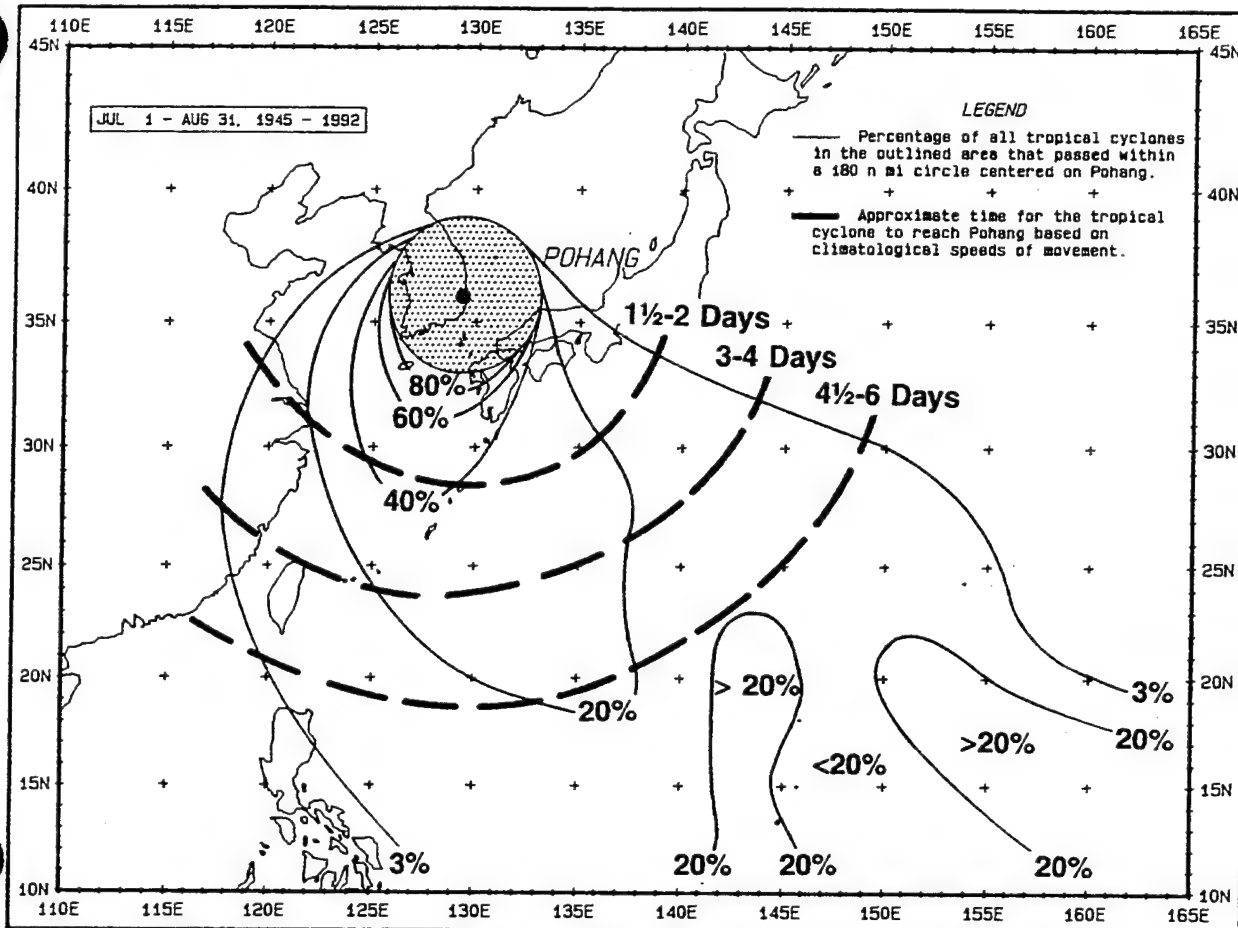 110E 115E 120E 125E 130E 135E 140E 145E 150E 155E 160E 165E
45N 45N
JUL 1 - AUG 31, 1945 - 1992
LEGEND
Percentage of all tropical cyclones
in the outlined area that passed within
a 180 n mi circle centered on Pohang.
Approximate time for the tropical
cyclone to reach Pohang based on
climatological speeds of movement.
40N 40N
POHANG
35N 35N
1½-2 Days
3-4 Days
4½-6 Days
80%
60%
30N 30N
40%
25N 25N
20N 20N
> 20%
3%
20%
20%
>20%
<20%
15N 15N
3%
20%
20%
20%
10N 10N
110E 115E 120E 125E 130E 135E 140E 145E 150E 155E 160E 165E